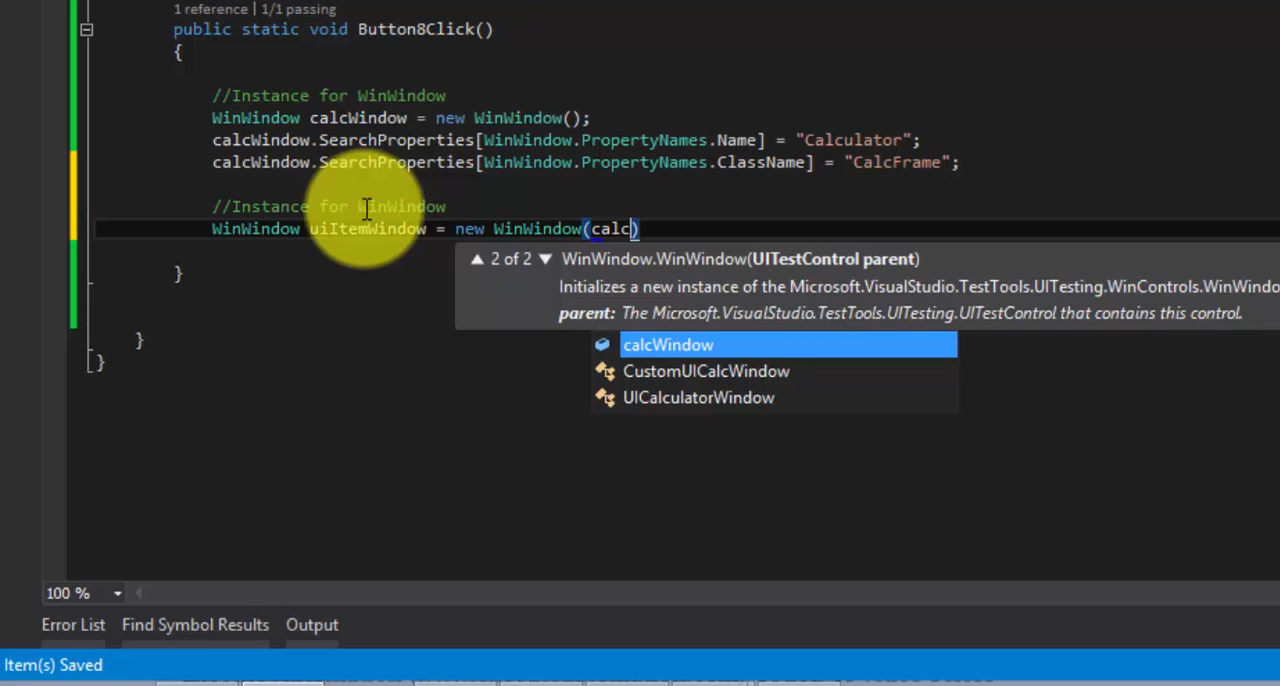 1 reference | 1/1 passing
public static void Button8Click()
{
//Instance for WinWindow
WinWindow calcWindow = new WinWindow();
calcWindow.SearchProperties[WinWindow.PropertyNames.Name] = "Calculator";
calcWindow.SearchProperties[WinWindow.PropertyNames.ClassName] = "CalcFrame";
//Instance for WinWindow
WinWindow uiItemWindow = new WinWindow(calc)
▲ 2 of 2 ▼ WinWindow.WinWindow(UITestControl parent)
Initializes a new instance of the Microsoft.VisualStudio.TestTools.UITesting.WinControls.WinWindo
parent: The Microsoft.VisualStudio.TestTools.UITesting.UITestControl that contains this control.
}
calcWindow
CustomUICalcWindow
UICalculatorWindow
}
}
100 %
Error List Find Symbol Results Output
Item(s) Saved